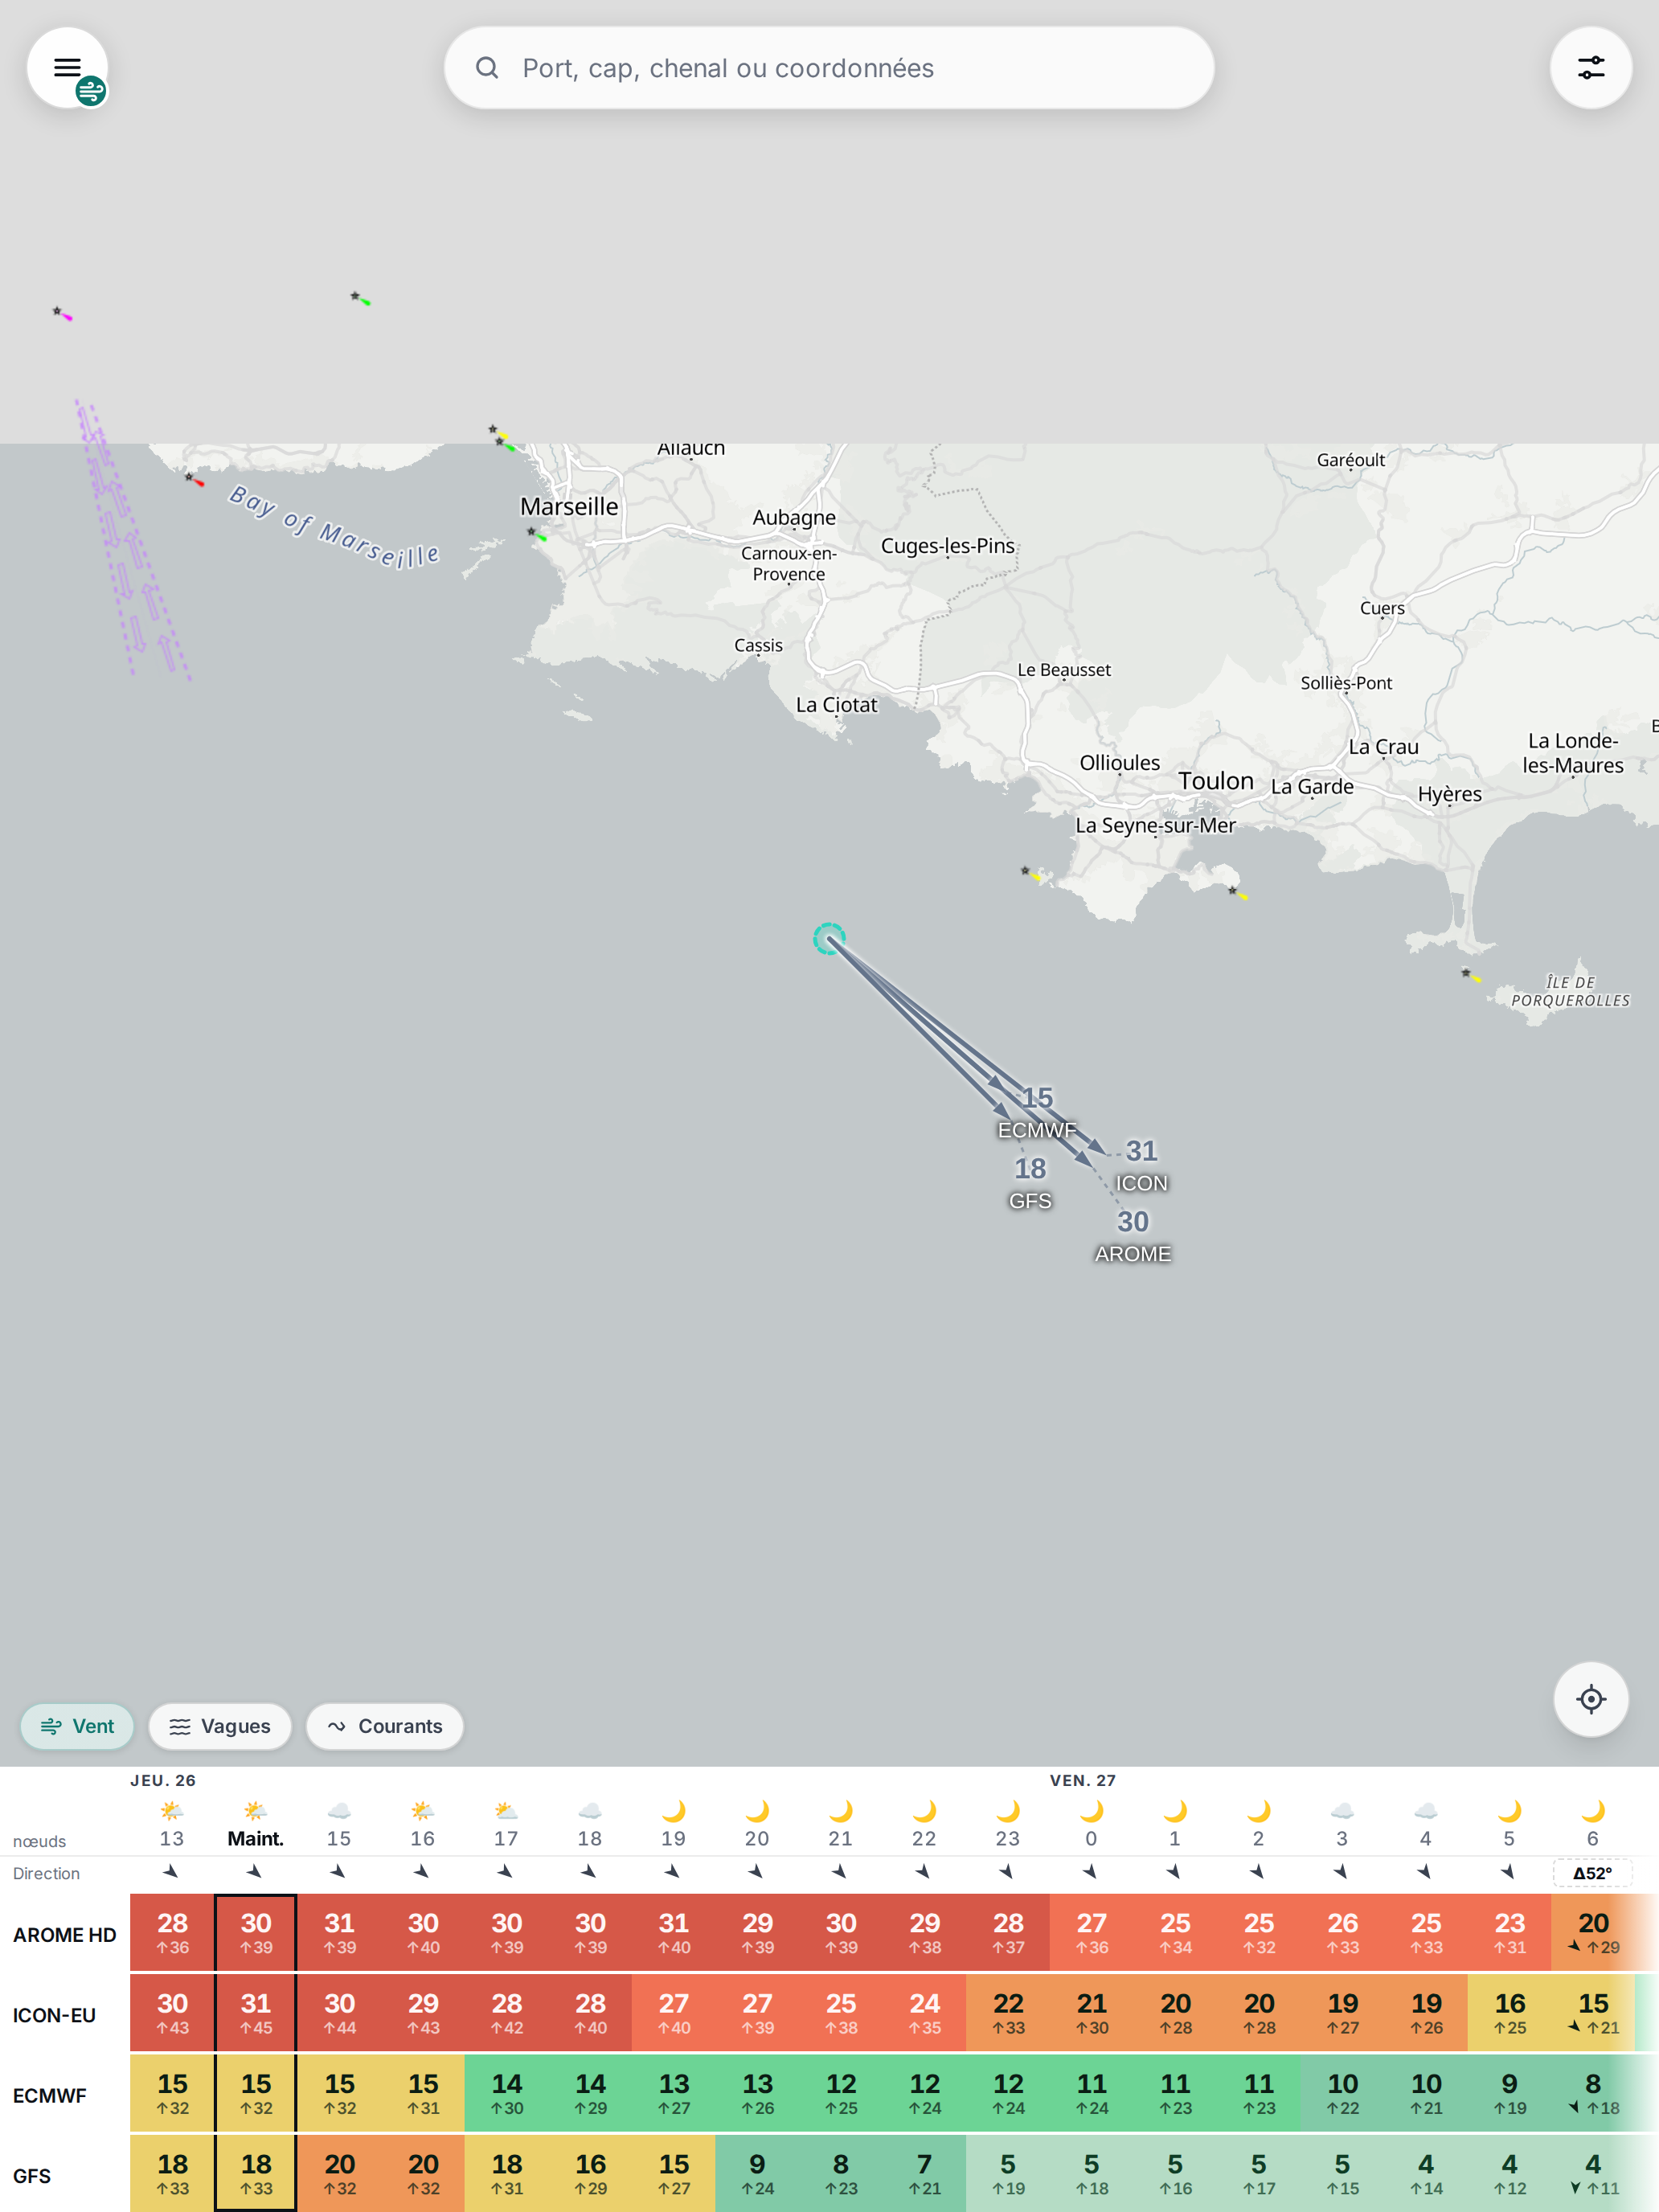 Port, cap, chenal ou coordonnées
Allauch
Garéoult
Bay of Marseille
Marseille
Aubagne
Cuges-les-Pins
Carnoux-en-
Provence
Cuers
Cassis
Le Beausset
Solliès-Pont
La Ciotat
La Crau
La Londe-
les-Maures
Ollioules
Toulon
La Garde
Hyères
La Seyne-sur-Mer
ÎLE DE
PORQUEROLLES
15
ECMWF
31
ICON
18
GFS
30
AROME
Vent
Vagues
Courants
JEU. 26 VEN. 27
nœuds 13 Maint. 15 16 17 18 19 20 21 22 23 0 1 2 3 4 5 6
Direction Δ52°
AROME HD 28 30 31 30 30 30 31 29 30 29 28 27 25 25 26 25 23 20
↑36 ↑39 ↑39 ↑40 ↑39 ↑39 ↑40 ↑39 ↑39 ↑38 ↑37 ↑36 ↑34 ↑32 ↑33 ↑33 ↑31 ↑29
ICON-EU 30 31 30 29 28 28 27 27 25 24 22 21 20 20 19 19 16 15
↑43 ↑45 ↑44 ↑43 ↑42 ↑40 ↑40 ↑39 ↑38 ↑35 ↑33 ↑30 ↑28 ↑28 ↑27 ↑26 ↑25 ↑21
ECMWF 15 15 15 15 14 14 13 13 12 12 12 11 11 11 10 10 9 8
↑32 ↑32 ↑32 ↑31 ↑30 ↑29 ↑27 ↑26 ↑25 ↑24 ↑24 ↑24 ↑23 ↑23 ↑22 ↑21 ↑19 ↑18
GFS 18 18 20 20 18 16 15 9 8 7 5 5 5 5 5 4 4 4
↑33 ↑33 ↑32 ↑32 ↑31 ↑29 ↑27 ↑24 ↑23 ↑21 ↑19 ↑18 ↑16 ↑17 ↑15 ↑14 ↑12 ↑11